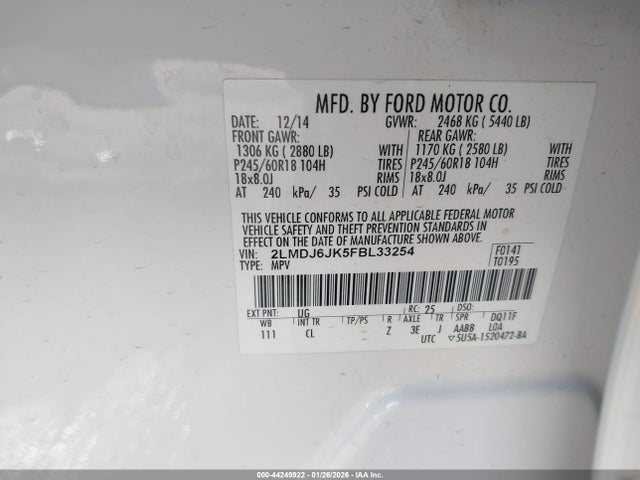 MFD. BY FORD MOTOR CO.
DATE: 12/14 GVWR: 2468 KG ( 5440 LB)
FRONT GAWR: REAR GAWR:
1306 KG ( 2880 LB) WITH 1170 KG ( 2580 LB) WITH
P245/60R18 104H TIRES P245/60R18 104H TIRES
18x8.0J RIMS 18x8.0J RIMS
AT 240 kPa/ 35 PSI COLD AT 240 kPa/ 35 PSI COLD
THIS VEHICLE CONFORMS TO ALL APPLICABLE FEDERAL MOTOR
VEHICLE SAFETY AND THEFT PREVENTION STANDARDS IN
EFFECT ON THE DATE OF MANUFACTURE SHOWN ABOVE.
VIN: 2LMDJ6JK5FBL33254 F0141
TYPE: MPV T0195
EXT PNT: UG RC: 25 DSO:
WB INT TR TP/PS R AXLE TR SPR DQ11F
111 CL Z 3E J AABB LOA
UTC ▽5U5A-1520472-BA
000-44249922 | 01/26/2026 - IAA Inc.